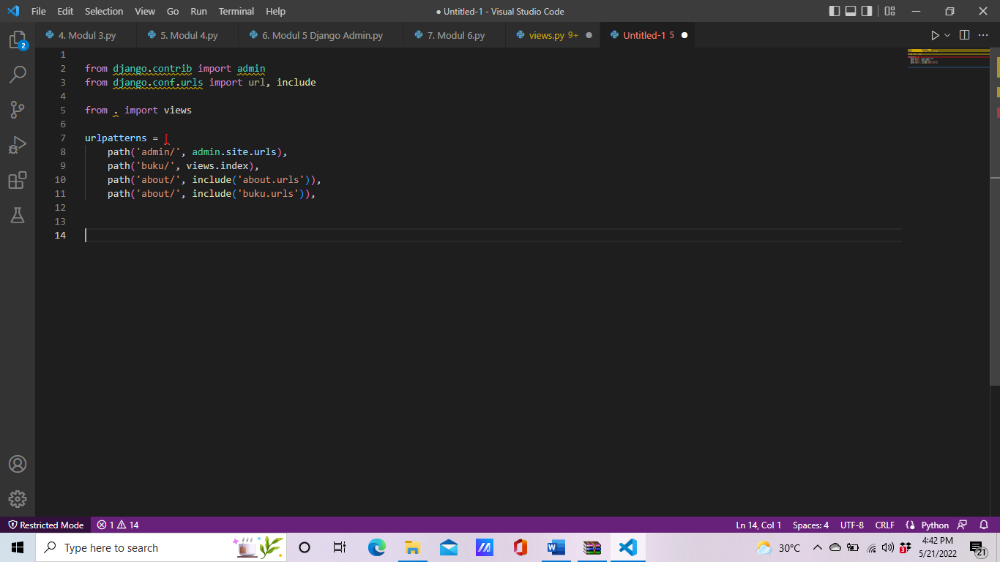 File Edit Selection View Go Run Terminal Help
● Untitled-1 - Visual Studio Code
4. Modul 3.py
5. Modul 4.py
6. Modul 5 Django Admin.py
7. Modul 6.py
views.py 9+
Untitled-1 5
2
1
2 from django.contrib import admin
3 from django.conf.urls import url, include
4
5 from . import views
6
7 urlpatterns = [
8 path('admin/', admin.site.urls),
9 path('buku/', views.index),
10 path('about/', include('about.urls')),
11 path('about/', include('buku.urls')),
12
13
14
Restricted Mode 1 14
Ln 14, Col 1 Spaces: 4 UTF-8 CRLF Python
Type here to search
30°C
3
4:42 PM
5/21/2022
21